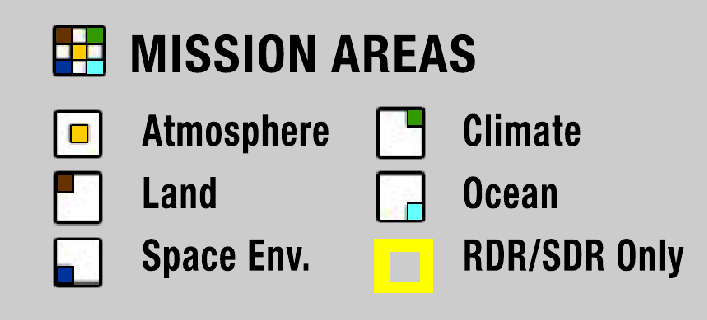 MISSION AREAS
Atmosphere
Climate
Land
Ocean
Space Env.
RDR/SDR Only